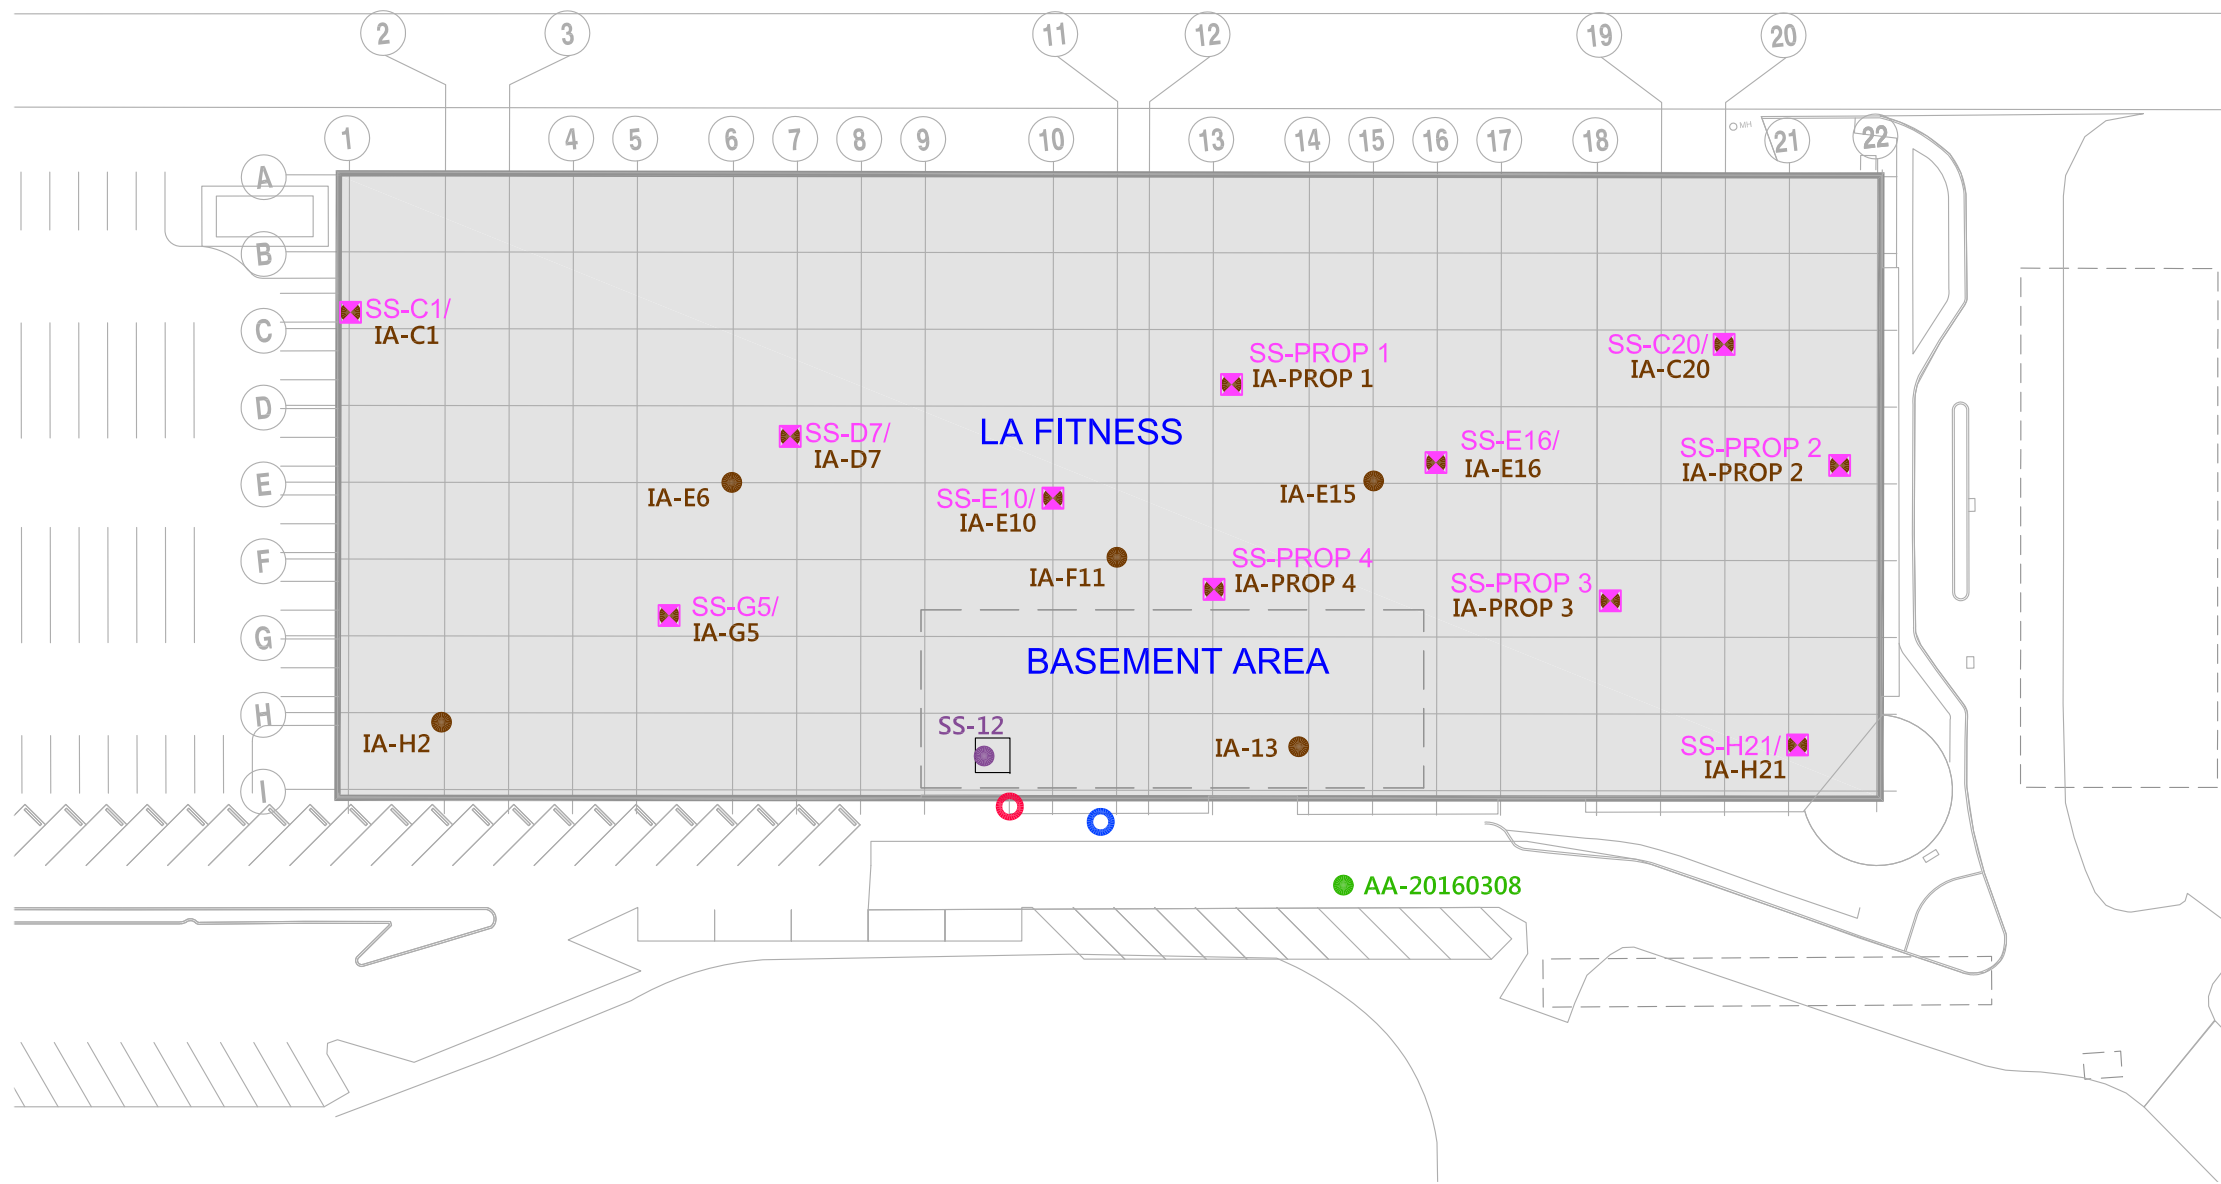 2
3
11
12
19
20
1
4
5
6
7
8
9
10
13
14
15
16
17
18
21
22
MH
A
B
C
D
E
F
G
H
I
SS-C1/
IA-C1
SS-PROP 1
IA-PROP 1
SS-C20/
IA-C20
SS-D7/
IA-D7
LA FITNESS
SS-E16/
IA-E16
SS-PROP 2
IA-PROP 2
IA-E6
SS-E10/
IA-E10
IA-E15
IA-F11
SS-PROP 4
IA-PROP 4
SS-PROP 3
IA-PROP 3
SS-G5/
IA-G5
BASEMENT AREA
IA-H2
SS-12
IA-13
SS-H21/
IA-H21
AA-20160308